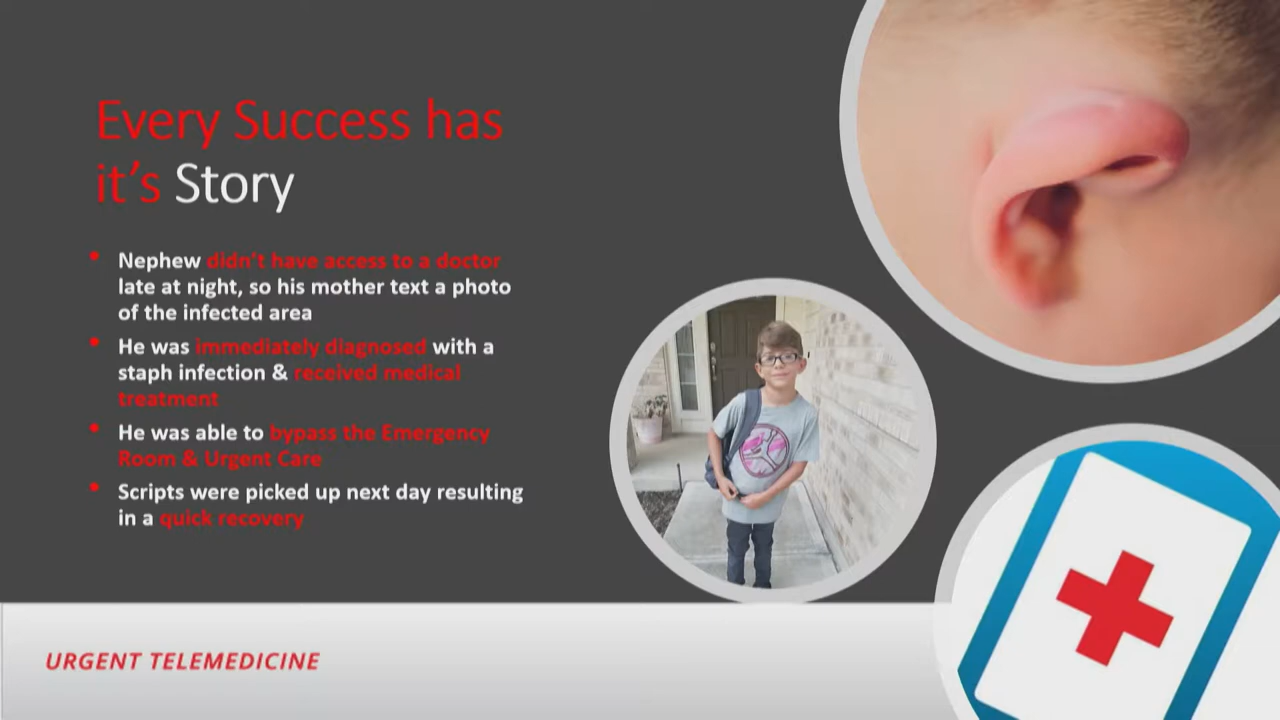 Every Success has
it's Story
• Nephew didn't have access to a doctor
late at night, so his mother text a photo
of the infected area
• He was immediately diagnosed with a
staph infection & received medical
treatment
• He was able to bypass the Emergency
Room & Urgent Care
• Scripts were picked up next day resulting
in a quick recovery
URGENT TELEMEDICINE